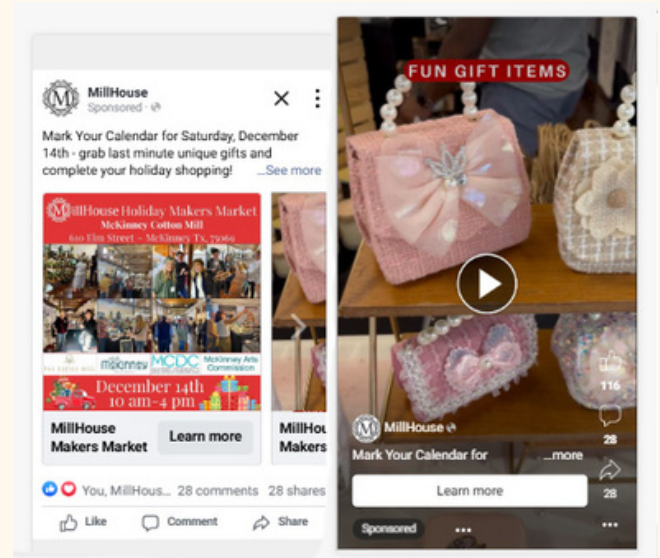 MillHouse
Sponsored ·
Mark Your Calendar for Saturday, December
14th - grab last minute unique gifts and
complete your holiday shopping! ...See more
MillHouse Holiday Makers Market
McKinney Cotton Mill
610 Elm Street - McKinney Tx, 75069
McKinney
MCDC
McKinney Arts
Commission
December 14th
10 am-4 pm
MillHouse
Makers Market
Learn more
MillHou
Makers
You, MillHous... 28 comments 28 shares
Like Comment Share
FUN GIFT ITEMS
116
28
MillHouse
Mark Your Calendar for ...more
28
Learn more
Sponsored